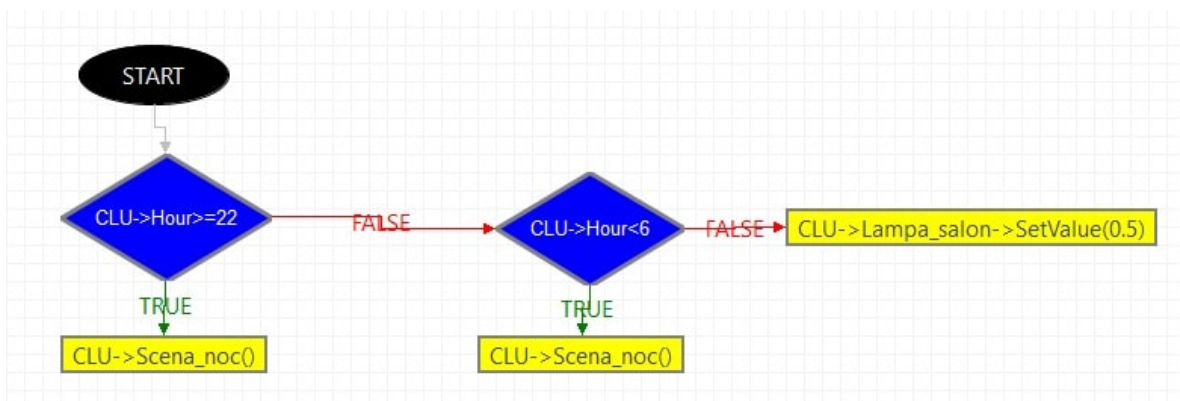 START
CLU->Hour>=22
FALSE
CLU->Hour<6
FALSE
CLU->Lampa_salon->SetValue(0.5)
TRUE
TRUE
CLU->Scena_noc()
CLU->Scena_noc()